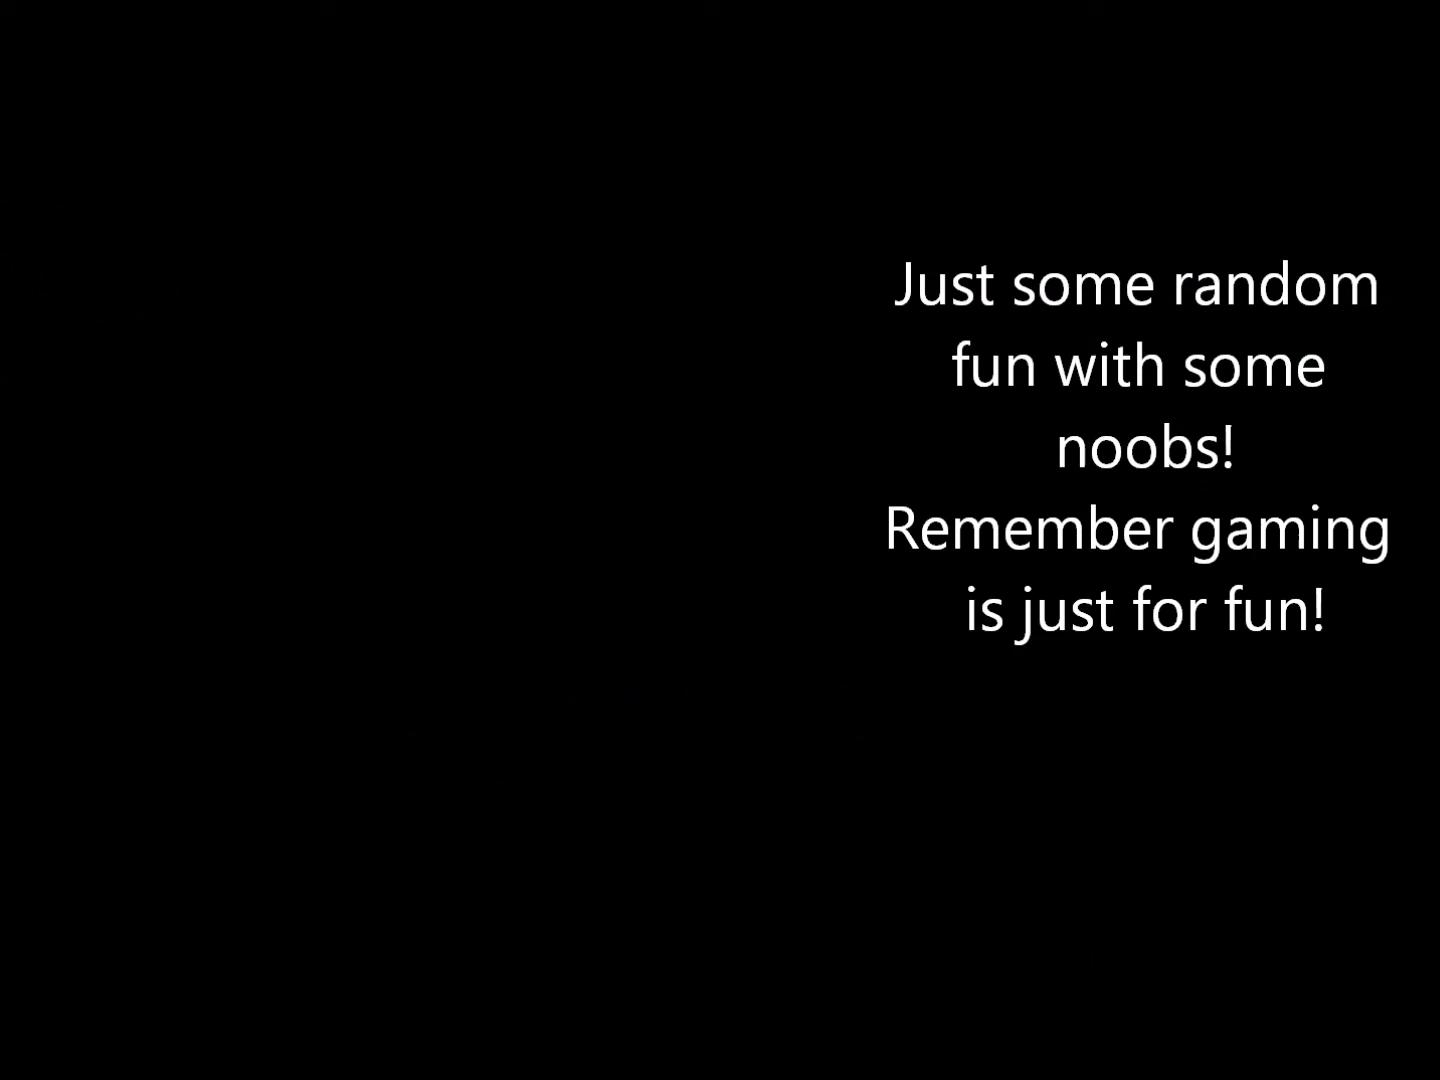 Just some random
fun with some
noobs!
Remember gaming
is just for fun!